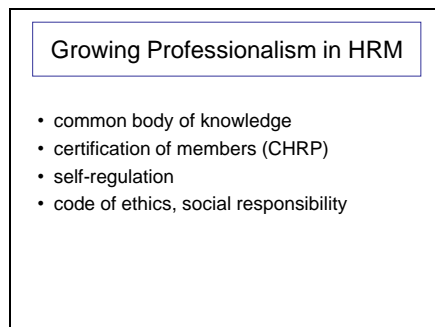 Growing Professionalism in HRM
• common body of knowledge
• certification of members (CHRP)
• self-regulation
• code of ethics, social responsibility